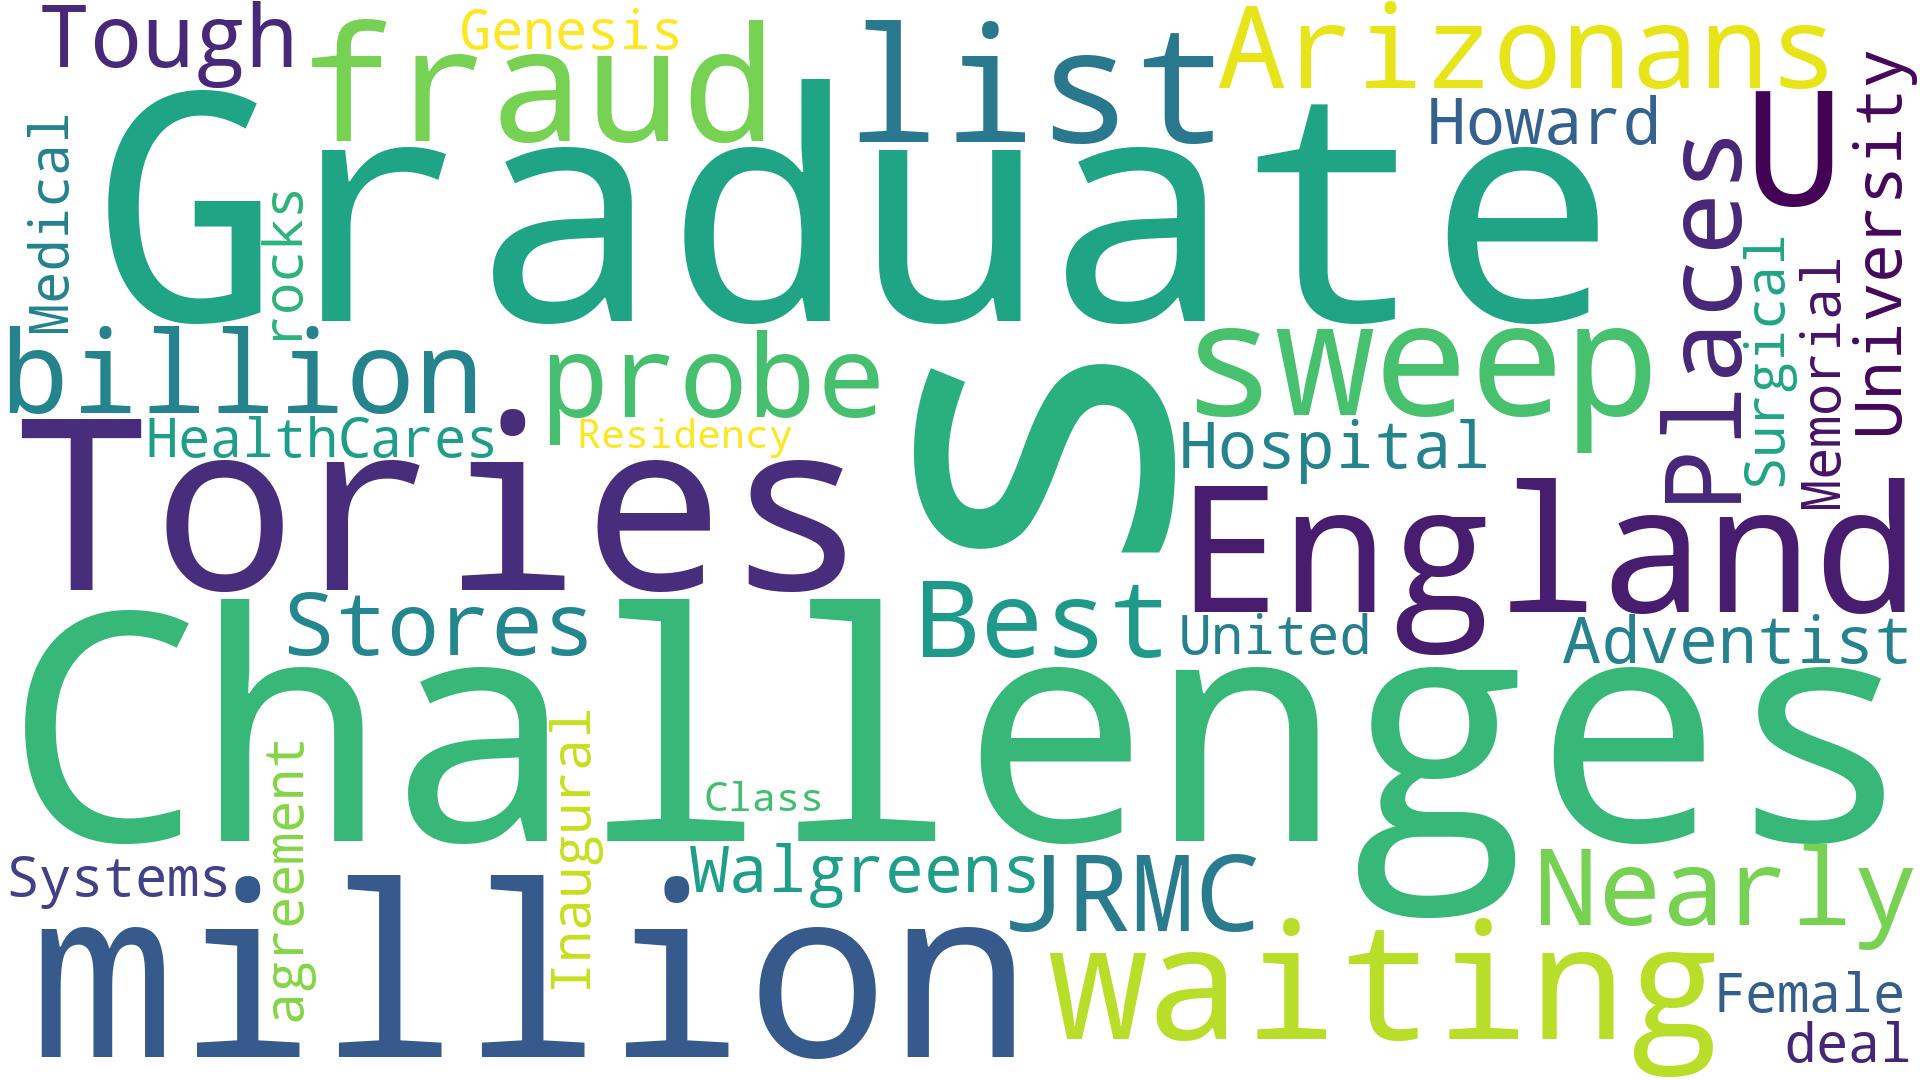 Tough
Genesis
fraud
list
Arizonans
Howard
U
University
Medical
Graduate
rocks
Places
Surgical
Memorial
billion
probe
S
sweep
HealthCares
Residency
Hospital
Tories
England
Stores
Best
United
Adventist
Challenges
agreement
Inaugural
Class
Systems
Walgreens
JRMC
Nearly
million
waiting
Female
deal